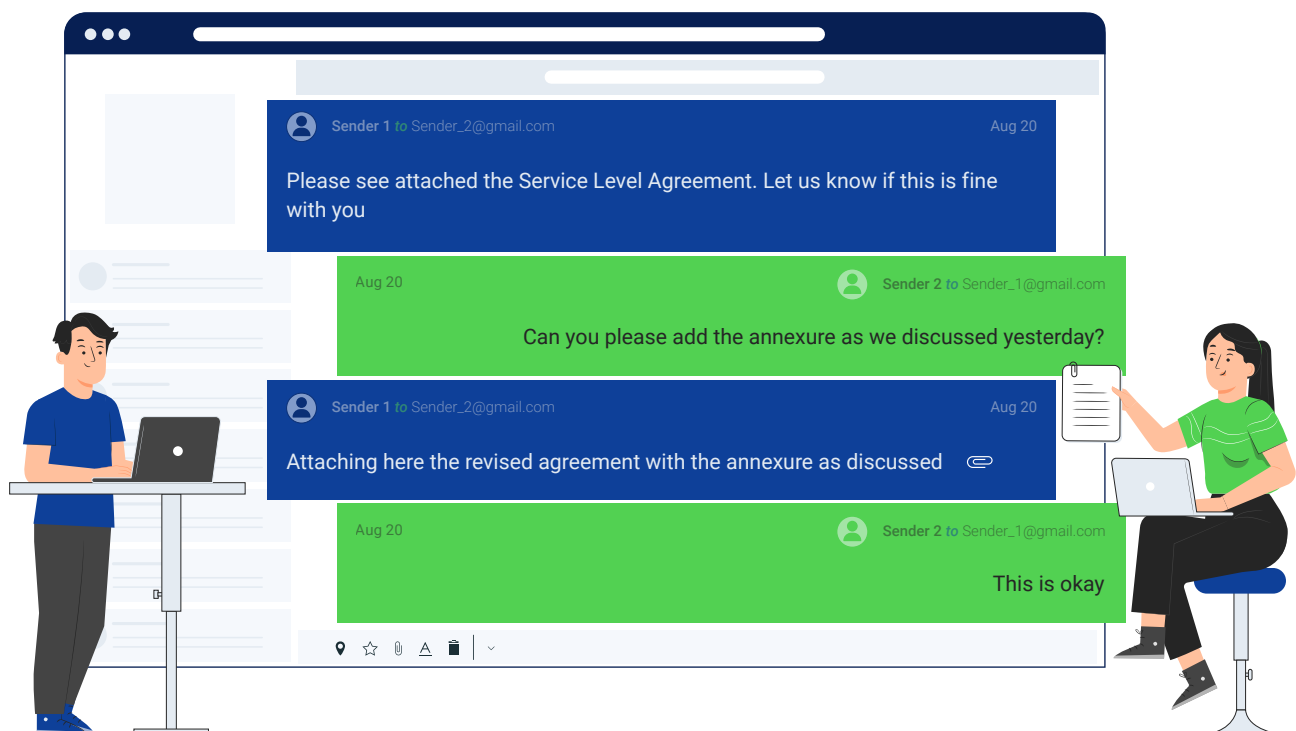 Sender 1 to Sender_2@gmail.com
Aug 20
Please see attached the Service Level Agreement. Let us know if this is fine
with you
Aug 20
Sender 2 to Sender_1@gmail.com
Can you please add the annexure as we discussed yesterday?
Sender 1 to Sender_2@gmail.com
Aug 20
Attaching here the revised agreement with the annexure as discussed
Aug 20
Sender 2 to Sender_1@gmail.com
This is okay
A